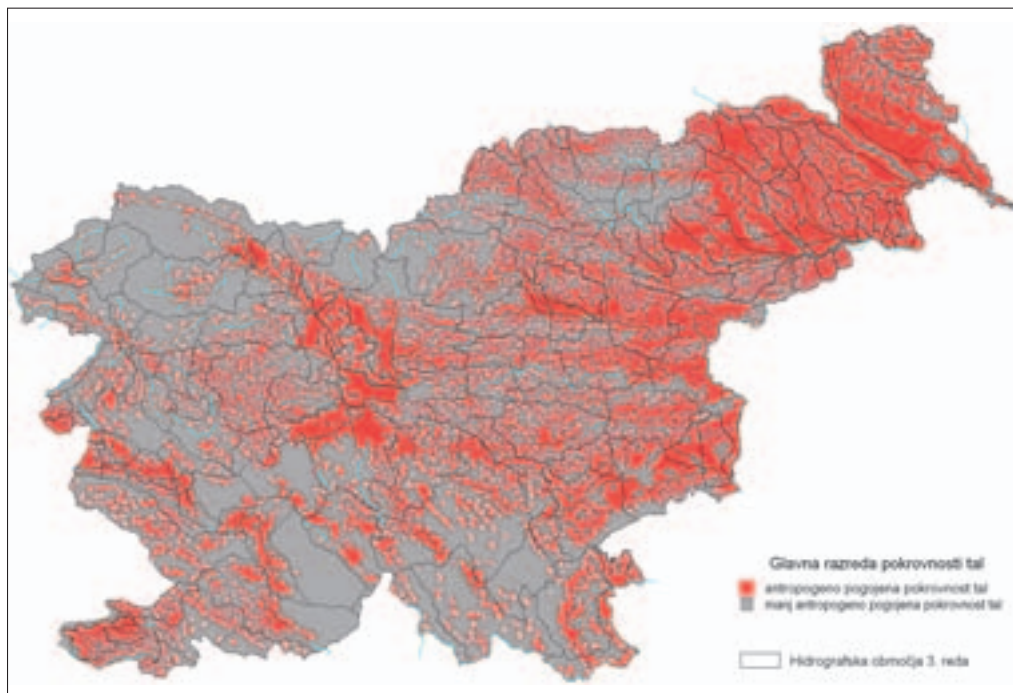 Glavna razreda pokrovnosti tal
antropogeno pogojena pokrovnost tal
manj antropogeno pogojena pokrovnost tal
Hidrografska območja 3. reda